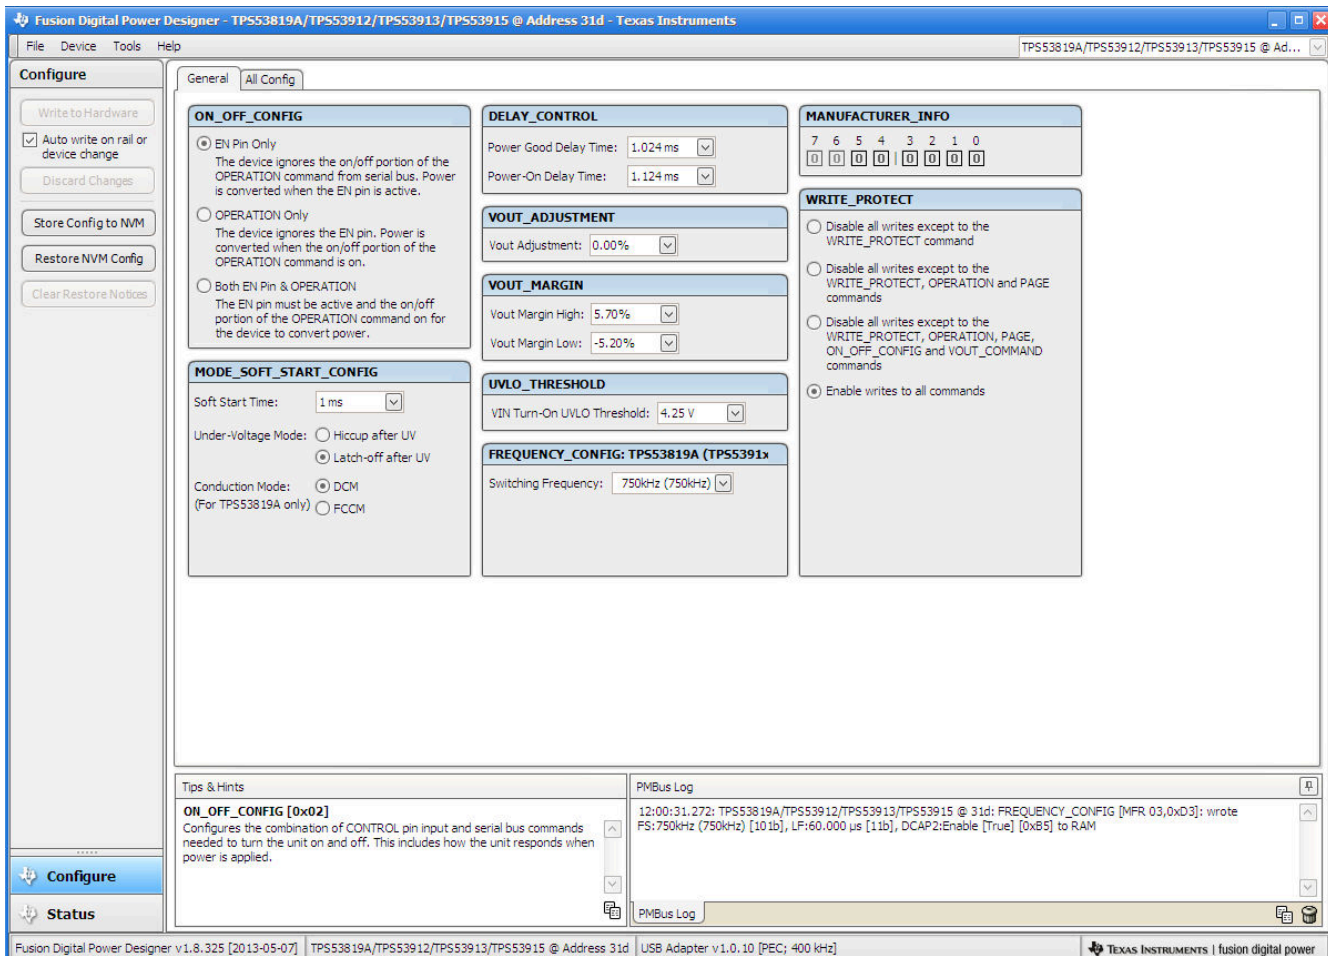 Fusion Digital Power Designer - TPS53819A/TPS53912/TPS53913/TPS53915 @ Address 31d - Texas Instruments
File Device Tools Help
TPS53819A/TPS53912/TPS53913/TPS53915 @ Ad...
Configure
Write to Hardware
Auto write on rail or
device change
Discard Changes
Store Config to NVM
Restore NVM Config
Clear Restore Notices
General
All Config
ON_OFF_CONFIG
EN Pin Only
The device ignores the on/off portion of the
OPERATION command from serial bus. Power
is converted when the EN pin is active.
OPERATION Only
The device ignores the EN pin. Power is
converted when the on/off portion of the
OPERATION command is on.
Both EN Pin & OPERATION
The EN pin must be active and the on/off
portion of the OPERATION command on for
the device to convert power.
MODE_SOFT_START_CONFIG
Soft Start Time: 1 ms
Under-Voltage Mode: Hiccup after UV
Latch-off after UV
Conduction Mode: DCM
(For TPS53819A only) FCCM
DELAY_CONTROL
Power Good Delay Time: 1.024 ms
Power-On Delay Time: 1.124 ms
VOUT_ADJUSTMENT
Vout Adjustment: 0.00%
VOUT_MARGIN
Vout Margin High: 5.70%
Vout Margin Low: -5.20%
UVLO_THRESHOLD
VIN Turn-On UVLO Threshold: 4.25 V
FREQUENCY_CONFIG: TPS53819A (TPS5391x
Switching Frequency: 750kHz (750kHz)
MANUFACTURER_INFO
7 6 5 4 3 2 1 0
0 0 0 0 | 0 0 0 0
WRITE_PROTECT
Disable all writes except to the
WRITE_PROTECT command
Disable all writes except to the
WRITE_PROTECT, OPERATION and PAGE
commands
Disable all writes except to the
WRITE_PROTECT, OPERATION, PAGE,
ON_OFF_CONFIG and VOUT_COMMAND
commands
Enable writes to all commands
Tips & Hints
ON_OFF_CONFIG [0x02]
Configures the combination of CONTROL pin input and serial bus commands
needed to turn the unit on and off. This includes how the unit responds when
power is applied.
PMBus Log
12:00:31.272: TPS53819A/TPS53912/TPS53913/TPS53915 @ 31d: FREQUENCY_CONFIG [MFR 03,0xD3]: wrote
FS:750kHz (750kHz) [101b], LF:60.000 µs [11b], DCAP2:Enable [True] [0xB5] to RAM
PMBus Log
Configure
Status
Fusion Digital Power Designer v1.8.325 [2013-05-07] TPS53819A/TPS53912/TPS53913/TPS53915 @ Address 31d USB Adapter v1.0.10 [PEC; 400 kHz] TEXAS INSTRUMENTS | fusion digital power